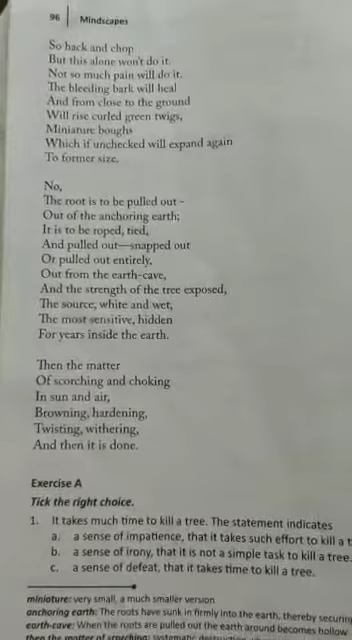 96 Mindscapes
So hack and chop
But this alone won't do it.
Not so much pain will do it.
The bleeding bark will heal
And from close to the ground
Will rise curled green twigs,
Miniature boughs
Which if unchecked will expand again
To former size.
No,
The root is to be pulled out –
Out of the anchoring earth;
It is to be roped, tied,
And pulled out—snapped out
Or pulled out entirely,
Out from the earth-cave,
And the strength of the tree exposed,
The source, white and wet,
The most sensitive, hidden
For years inside the earth.
Then the matter
Of scorching and choking
In sun and air,
Browning, hardening,
Twisting, withering,
And then it is done.
Exercise A
Tick the right choice.
1. It takes much time to kill a tree. The statement indicates
a. a sense of impatience, that it takes such effort to kill a t
b. a sense of irony, that it is not a simple task to kill a tree.
c. a sense of defeat, that it takes time to kill a tree.
miniature: very small, a much smaller version
anchoring earth: The roots have sunk in firmly into the earth, thereby securin
earth-cave: When the roots are pulled out the earth around becomes hollow
then the matter of scorching: systematic